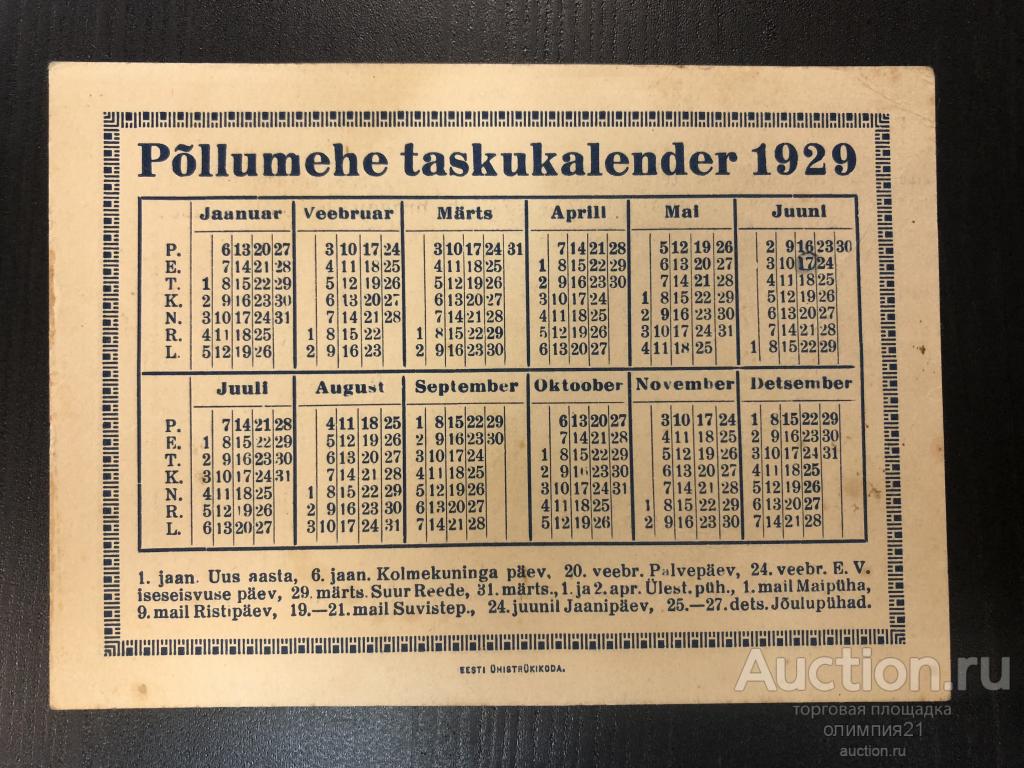 Põllumehe taskukalender 1929
Jaanuar Veebruar Märts Aprill Mai Juuni
P. 6 13 20 27 3 10 17 24 3 10 17 24 31 7 14 21 28 5 12 19 26 2 9 16 23 30
E. 7 14 21 28 4 11 18 25 4 11 18 25 1 8 15 22 29 6 13 20 27 3 10 17 24
T. 1 8 15 22 29 5 12 19 26 5 12 19 26 2 9 16 23 30 7 14 21 28 4 11 18 25
K. 2 9 16 23 30 6 13 20 27 6 13 20 27 3 10 17 24 1 8 15 22 29 5 12 19 26
N. 3 10 17 24 31 7 14 21 28 7 14 21 28 4 11 18 25 2 9 16 23 30 6 13 20 27
R. 4 11 18 25 1 8 15 22 1 8 15 22 29 5 12 19 26 3 10 17 24 31 7 14 21 28
L. 5 12 19 26 2 9 16 23 2 9 16 23 30 6 13 20 27 4 11 18 25 1 8 15 22 29
Juuli August September Oktoober November Detsember
P. 7 14 21 28 4 11 18 25 1 8 15 22 29 6 13 20 27 3 10 17 24 1 8 15 22 29
E. 1 8 15 22 29 5 12 19 26 2 9 16 23 30 7 14 21 28 4 11 18 25 2 9 16 23 30
T. 2 9 16 23 30 6 13 20 27 3 10 17 24 1 8 15 22 29 5 12 19 26 3 10 17 24 31
K. 3 10 17 24 31 7 14 21 28 4 11 18 25 2 9 16 23 30 6 13 20 27 4 11 18 25
N. 4 11 18 25 1 8 15 22 29 5 12 19 26 3 10 17 24 31 7 14 21 28 5 12 19 26
R. 5 12 19 26 2 9 16 23 30 6 13 20 27 4 11 18 25 1 8 15 22 29 6 13 20 27
L. 6 13 20 27 3 10 17 24 31 7 14 21 28 5 12 19 26 2 9 16 23 30 7 14 21 28
1. jaan. Uus aasta, 6. jaan. Kolmekuninga päev, 20. veebr. Palvepäev, 24. veebr. E. V.
iseseisvuse päev, 29. märts. Suur Reede, 31. märts., 1. ja 2. apr. Ülest. püh., 1. mail Maipüha,
9. mail Ristipäev, 19.—21. mail Suvistep., 24. juunil Jaanipäev, 25.—27. dets. Jõulupühad.
EESTI ÜHISTRÜKIKODA.
Auction.ru
торговая площадка
олимпия21
auction.ru